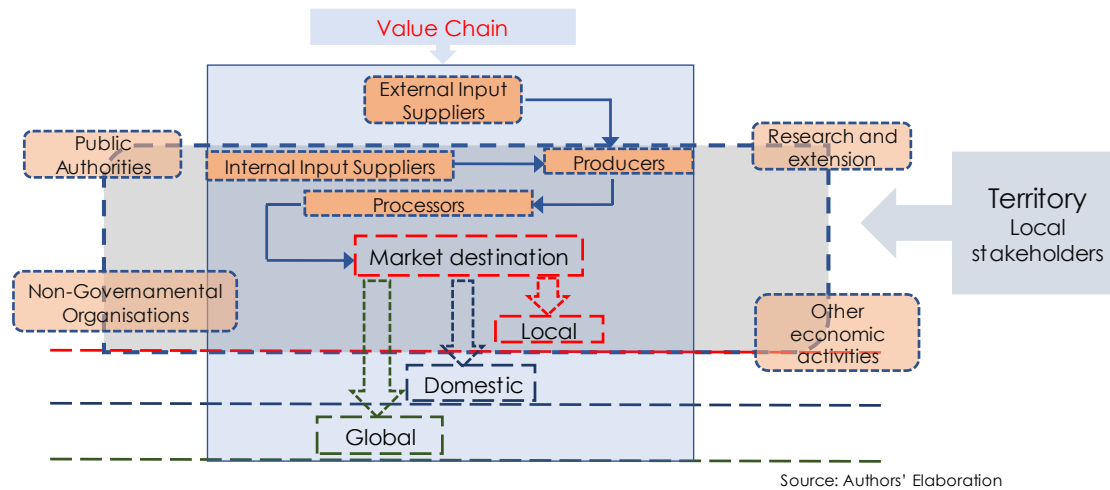 Value Chain
External Input
Suppliers
Public
Authorities
Research and
extension
Internal Input Suppliers
Producers
Processors
Territory
Local
stakeholders
Market destination
Non-Governamental
Organisations
Local
Other
economic
activities
Domestic
Global
Source: Authors' Elaboration